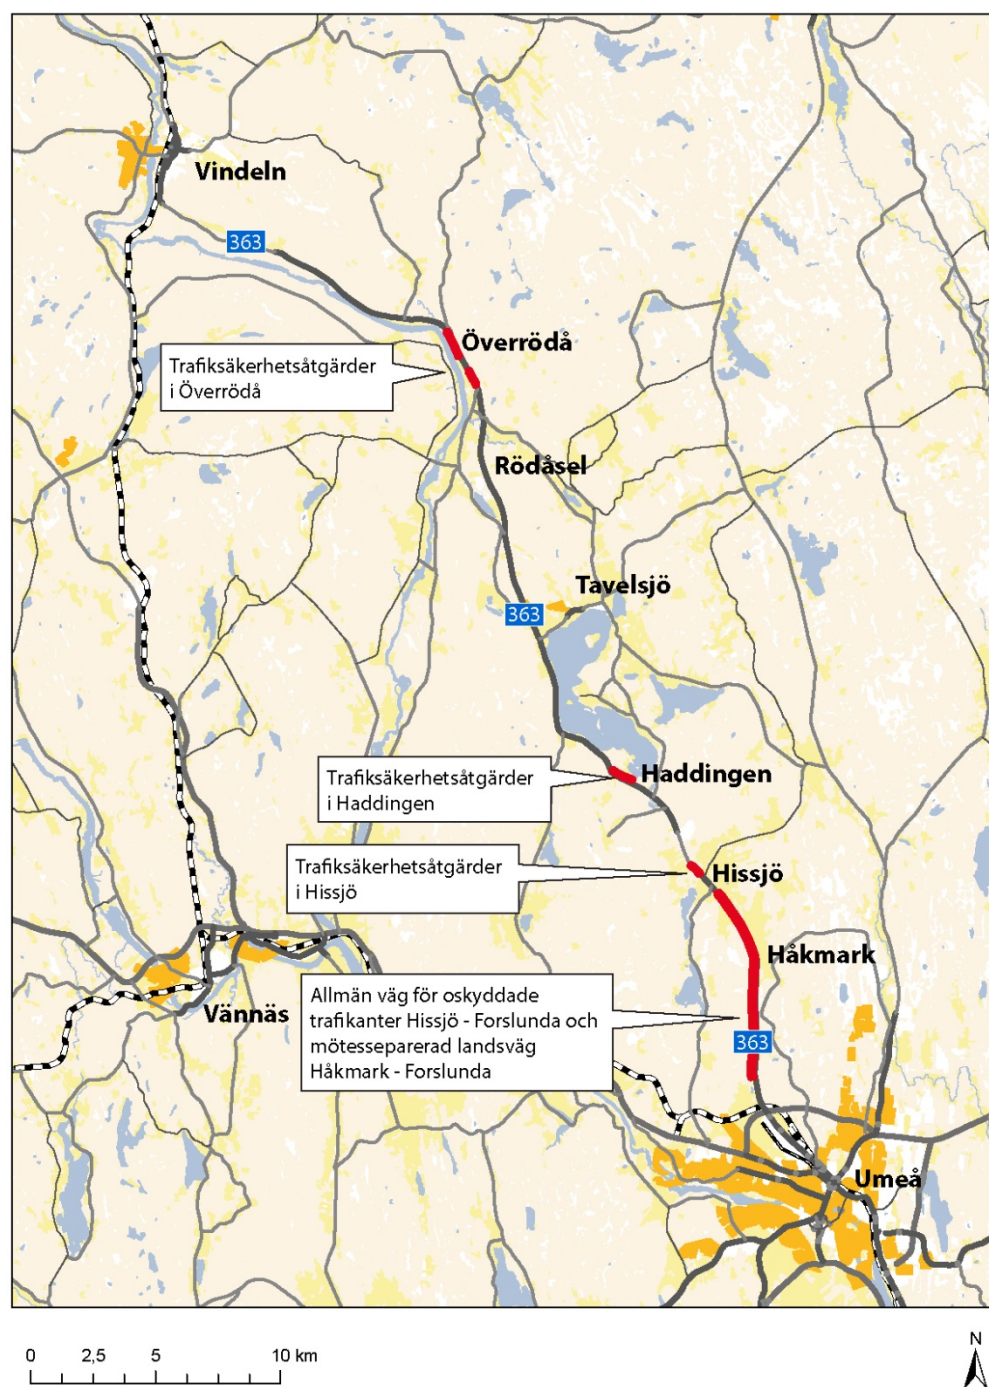 Vindeln
363
Överrödå
Trafiksäkerhetsåtgärder
i Överrödå
Rödåsel
Tavelsjö
363
Haddingen
Trafiksäkerhetsåtgärder
i Haddingen
Trafiksäkerhetsåtgärder
i Hissjö
Hissjö
Håkmark
Allmän väg för oskyddade
trafikanter Hissjö - Forslunda och
mötesseparerad landsväg
Håkmark - Forslunda
363
Vännäs
Umeå
0 2,5 5 10 km
N